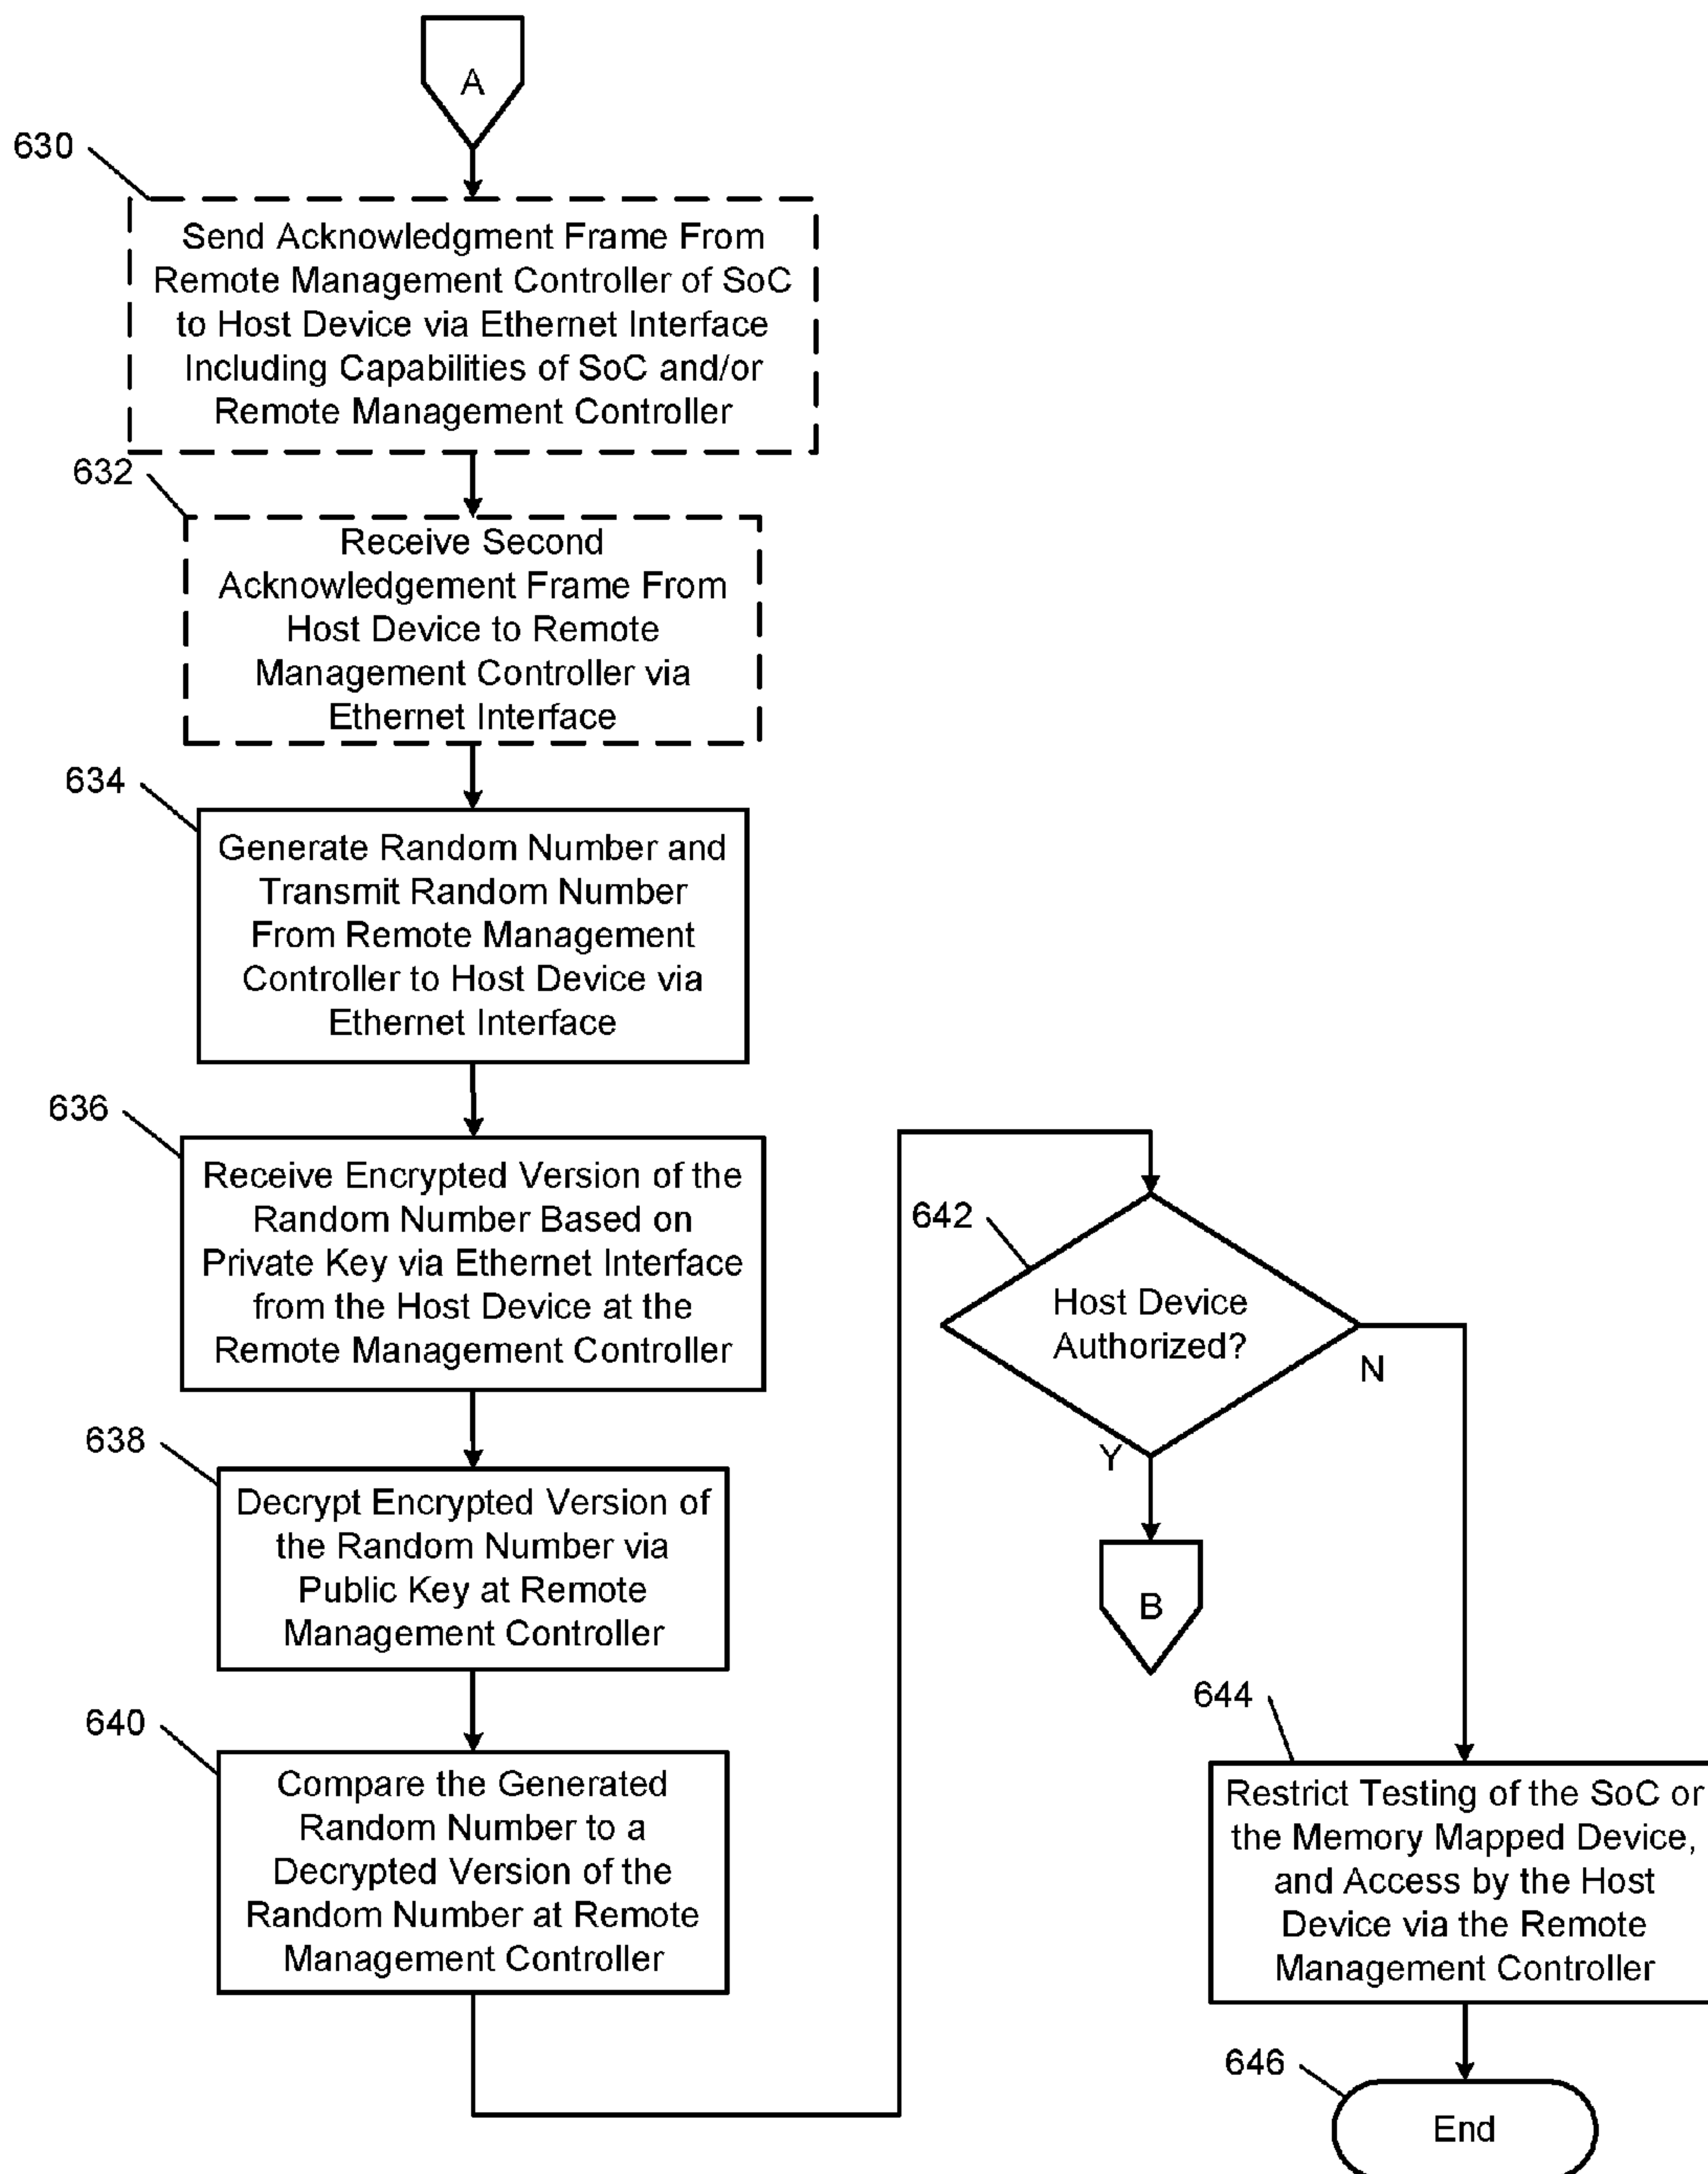 A
630
Send Acknowledgment Frame From
Remote Management Controller of SoC
to Host Device via Ethernet Interface
Including Capabilities of SoC and/or
Remote Management Controller
632
Receive Second
Acknowledgement Frame From
Host Device to Remote
Management Controller via
Ethernet Interface
634
Generate Random Number and
Transmit Random Number
From Remote Management
Controller to Host Device via
Ethernet Interface
636
Receive Encrypted Version of the
Random Number Based on
Private Key via Ethernet Interface
from the Host Device at the
Remote Management Controller
638
Decrypt Encrypted Version of
the Random Number via
Public Key at Remote
Management Controller
640
Compare the Generated
Random Number to a
Decrypted Version of the
Random Number at Remote
Management Controller
642
Host Device
Authorized?
N
Y
B
644
Restrict Testing of the SoC or
the Memory Mapped Device,
and Access by the Host
Device via the Remote
Management Controller
646
End